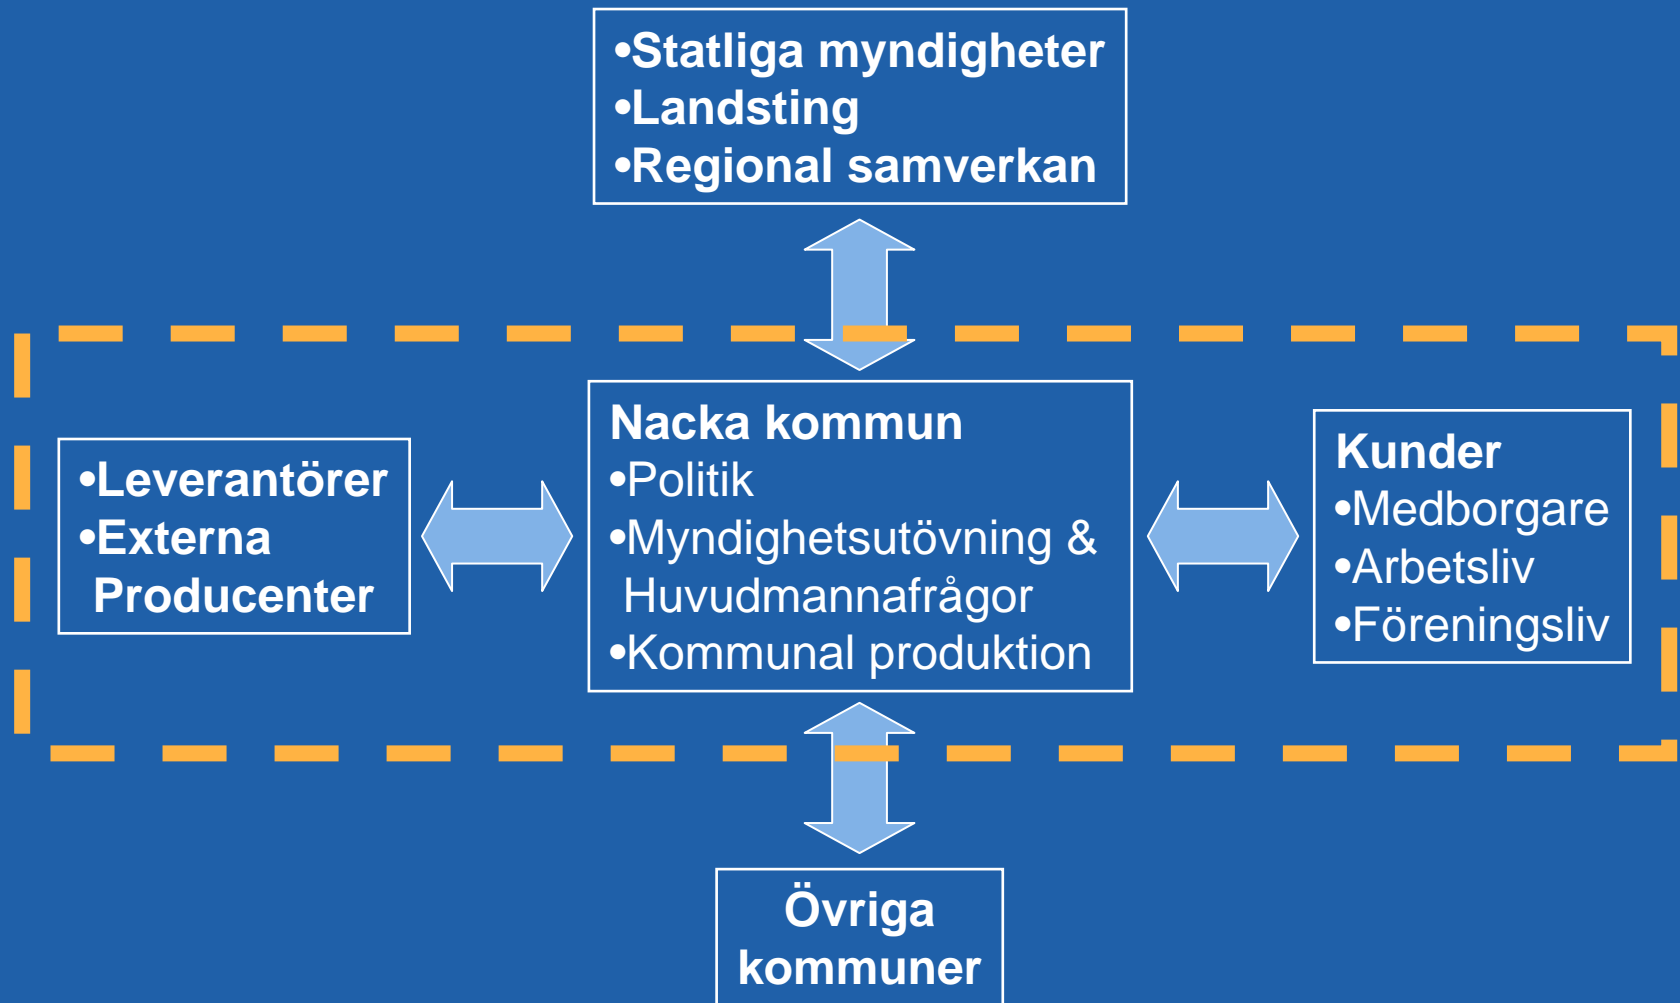 •Statliga myndigheter
•Landsting
•Regional samverkan
•Leverantörer
•Externa
Producenter
Nacka kommun
•Politik
•Myndighetsutövning &
Huvudmannafrågor
•Kommunal produktion
Kunder
•Medborgare
•Arbetsliv
•Föreningsliv
Övriga
kommuner